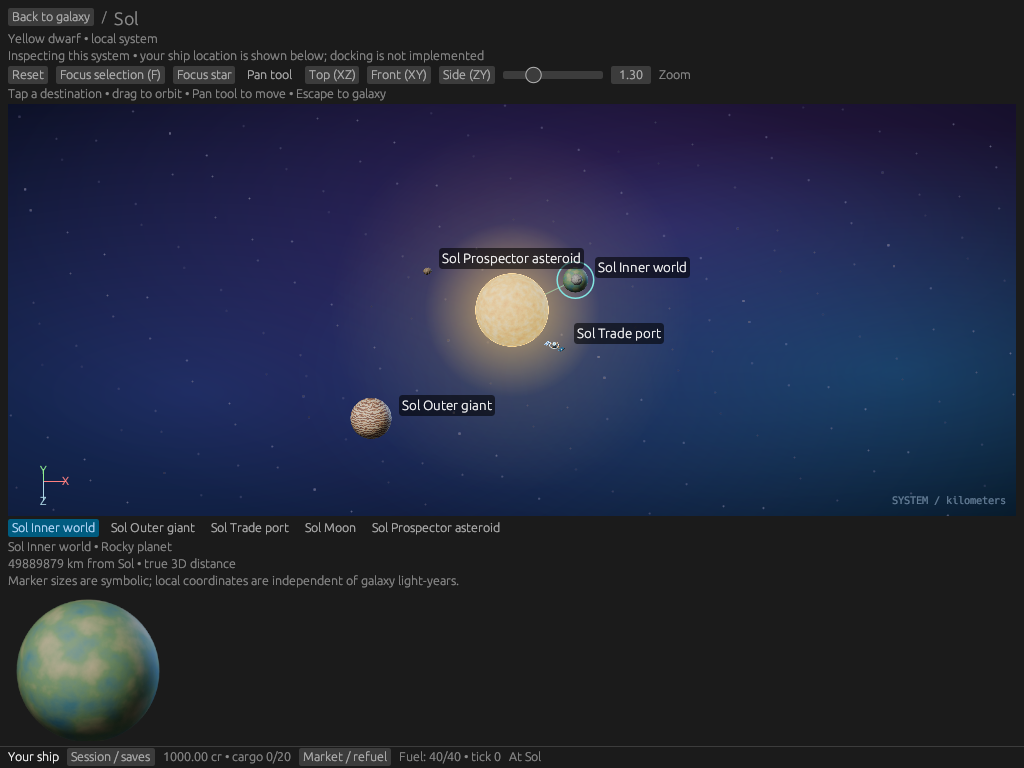 Back to galaxy / Sol
Yellow dwarf • local system
Inspecting this system • your ship location is shown below; docking is not implemented
Reset Focus selection (F) Focus star Pan tool Top (XZ) Front (XY) Side (ZY) 1.30 Zoom
Tap a destination • drag to orbit • Pan tool to move • Escape to galaxy
Sol Prospector asteroid
Sol Inner world
Sol Trade port
Sol Outer giant
Y
X
Z
SYSTEM / kilometers
Sol Inner world Sol Outer giant Sol Trade port Sol Moon Sol Prospector asteroid
Sol Inner world • Rocky planet
49889879 km from Sol • true 3D distance
Marker sizes are symbolic; local coordinates are independent of galaxy light-years.
Your ship Session / saves 1000.00 cr • cargo 0/20 Market / refuel Fuel: 40/40 • tick 0 At Sol